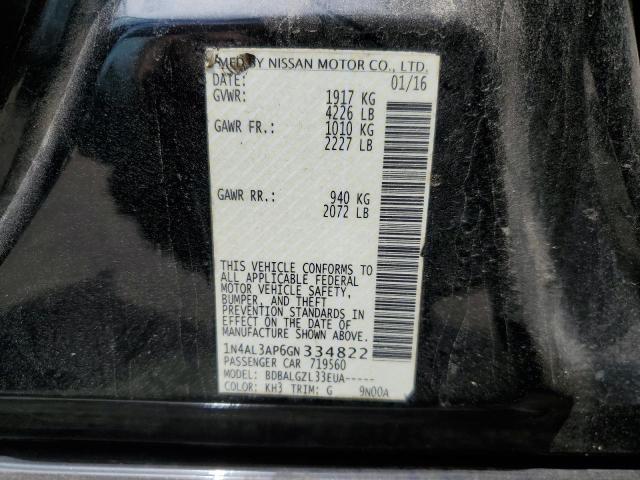 MFD BY NISSAN MOTOR CO., LTD.
DATE: 01/16
GVWR: 1917 KG
4226 LB
GAWR FR.: 1010 KG
2227 LB
GAWR RR.: 940 KG
2072 LB
THIS VEHICLE CONFORMS TO
ALL APPLICABLE FEDERAL
MOTOR VEHICLE SAFETY,
BUMPER, AND THEFT
PREVENTION STANDARDS IN
EFFECT ON THE DATE OF
MANUFACTURE SHOWN ABOVE.
1N4AL3AP6GN334822
PASSENGER CAR 719560
MODEL: BDBALGZL33EUA-----
COLOR: KH3 TRIM: G 9N00A